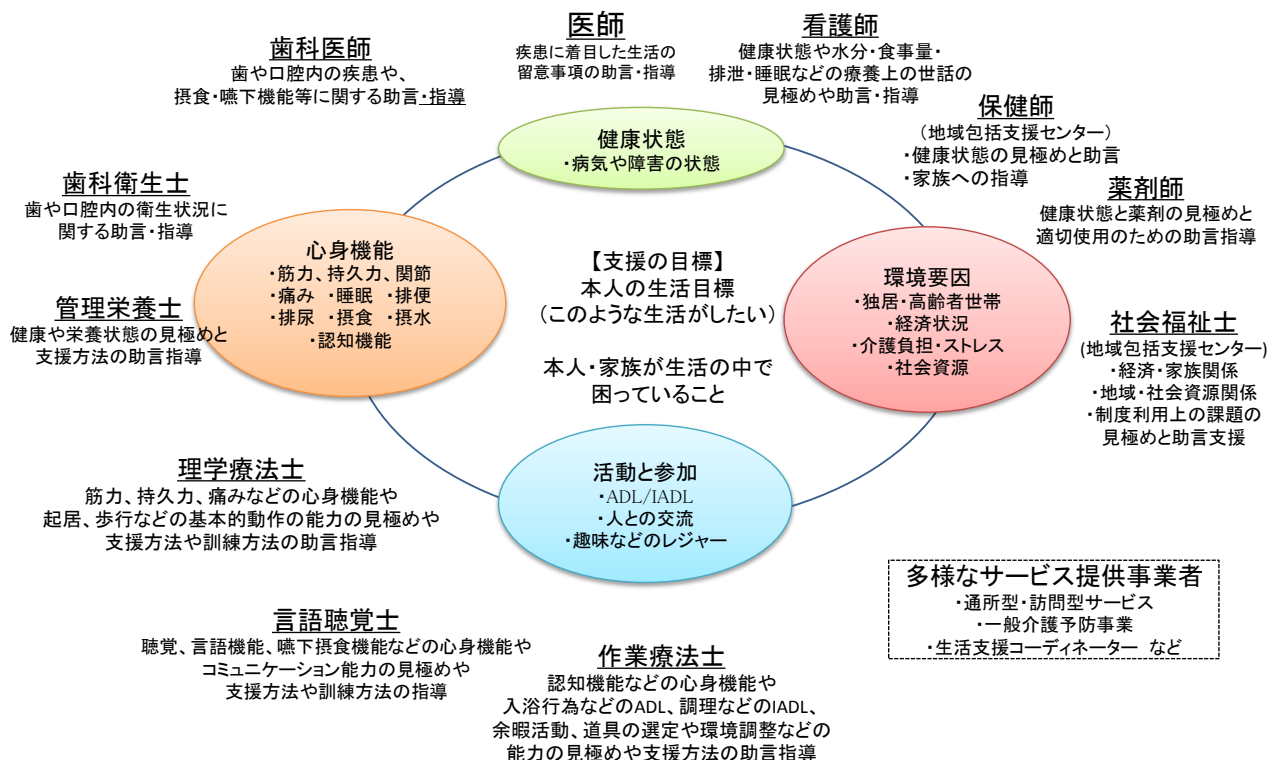 医師
疾患に着目した生活の
留意事項の助言・指導
看護師
健康状態や水分・食事量・
排泄・睡眠などの療養上の世話の
見極めや助言・指導
歯科医師
歯や口腔内の疾患や、
摂食・嚥下機能等に関する助言・指導
保健師
(地域包括支援センター)
・健康状態の見極めと助言
・家族への指導
健康状態
・病気や障害の状態
歯科衛生士
歯や口腔内の衛生状況に
関する助言・指導
薬剤師
健康状態と薬剤の見極めと
適切使用のための助言指導
心身機能
・筋力、持久力、関節
・痛み ・睡眠 ・排便
・排尿 ・摂食 ・摂水
・認知機能
【支援の目標】
本人の生活目標
(このような生活がしたい)
本人・家族が生活の中で
困っていること
環境要因
・独居・高齢者世帯
・経済状況
・介護負担・ストレス
・社会資源
管理栄養士
健康や栄養状態の見極めと
支援方法の助言指導
社会福祉士
(地域包括支援センター)
・経済・家族関係
・地域・社会資源関係
・制度利用上の課題の
見極めと助言支援
活動と参加
・ADL/IADL
・人との交流
・趣味などのレジャー
理学療法士
筋力、持久力、痛みなどの心身機能や
起居、歩行などの基本的動作の能力の見極めや
支援方法や訓練方法の助言指導
多様なサービス提供事業者
・通所型・訪問型サービス
・一般介護予防事業
・生活支援コーディネーター など
言語聴覚士
聴覚、言語機能、嚥下摂食機能などの心身機能や
コミュニケーション能力の見極めや
支援方法や訓練方法の指導
作業療法士
認知機能などの心身機能や
入浴行為などのADL、調理などのIADL、
余暇活動、道具の選定や環境調整などの
能力の見極めや支援方法の助言指導